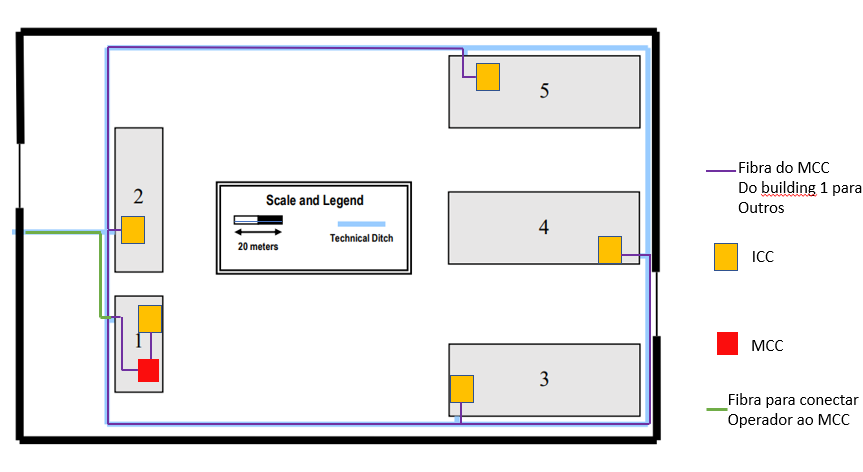 5
2
4
1
3
Scale and Legend
20 meters
Technical Ditch
Fibra do MCC
Do building 1 para
Outros
ICC
MCC
Fibra para conectar
Operador ao MCC